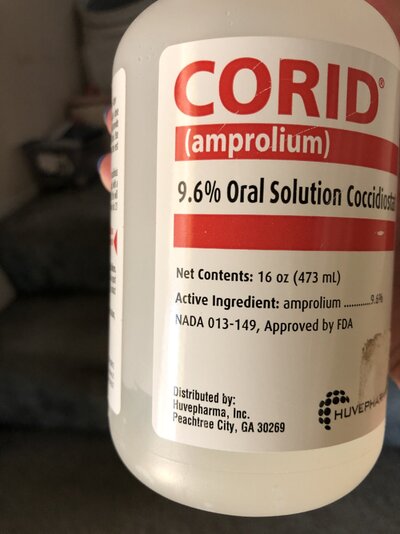 CORID®
(amprolium)
9.6% Oral Solution Coccidiostat
Net Contents: 16 oz (473 mL)
Active Ingredient: amprolium ............9.6%
NADA 013-149, Approved by FDA
Distributed by:
Huvepharma, Inc.
Peachtree City, GA 30269
HUVEPHARMA